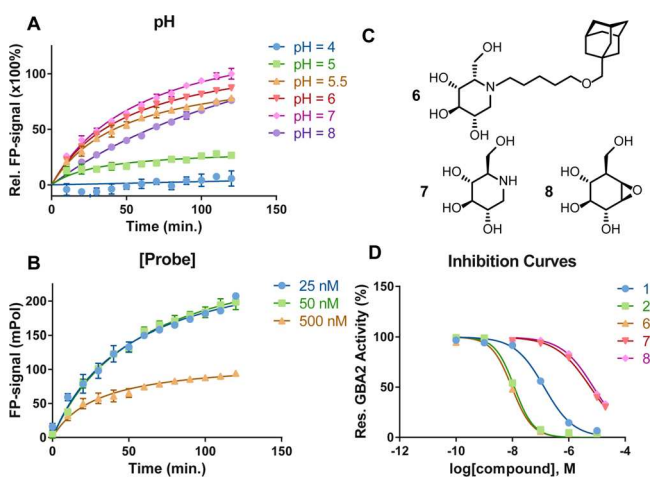 A
pH
Rel. FP-signal (x100%)
100
50
0
50
100
150
Time (min.)
pH = 4
pH = 5
pH = 5.5
pH = 6
pH = 7
pH = 8
C
6
OH
HO
HO
OH
N
O
7
OH
HO
HO
OH
NH
8
OH
HO
HO
OH
O
B
[Probe]
FP-signal (mPol)
200
150
100
50
0
0
50
100
150
Time (min.)
25 nM
50 nM
500 nM
D
Inhibition Curves
Res. GBA2 Activity (%)
150
100
50
0
-12
-10
-8
-6
-4
log[compound], M
1
2
6
7
8